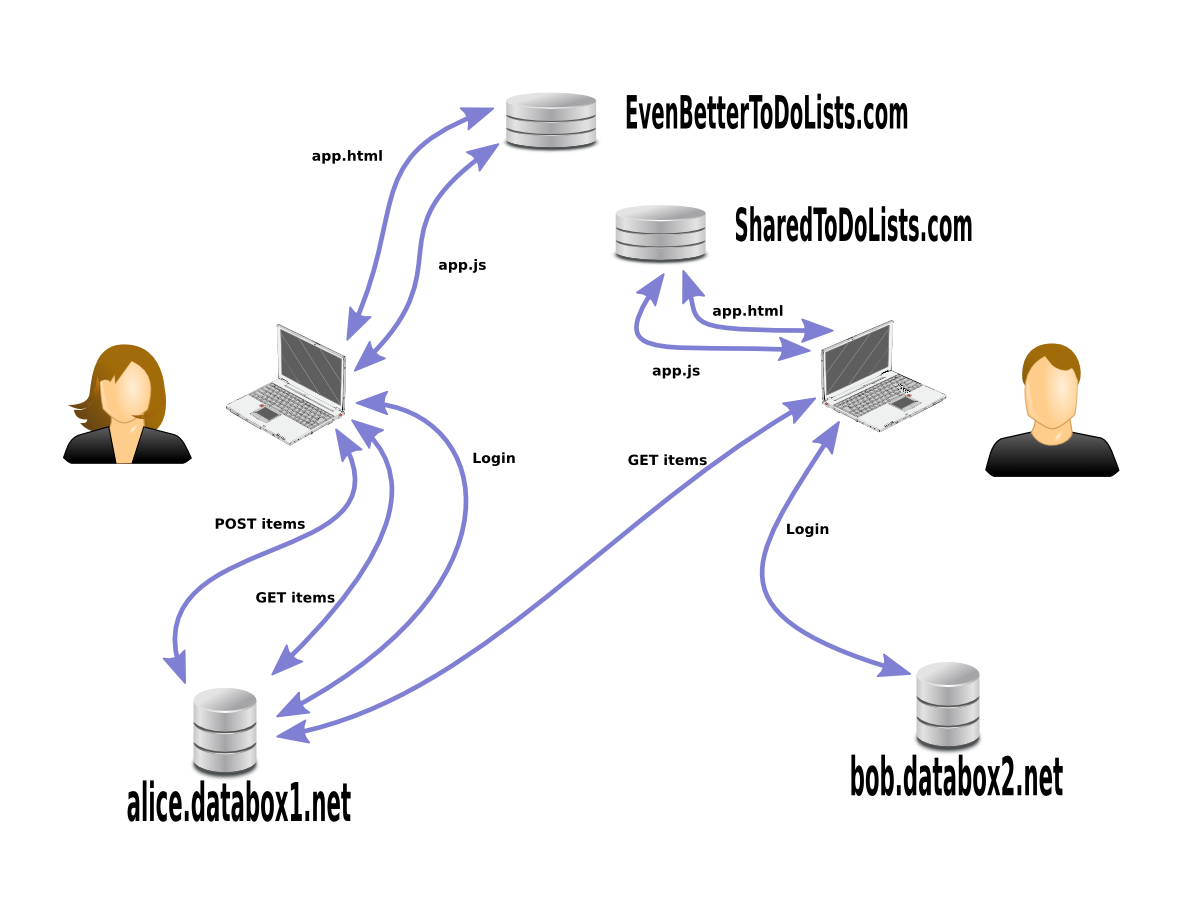 EvenBetterToDoLists.com
app.html
SharedToDoLists.com
app.js
app.html
app.js
Login
GET items
POST items
Login
GET items
bob.databox2.net
alice.databox1.net